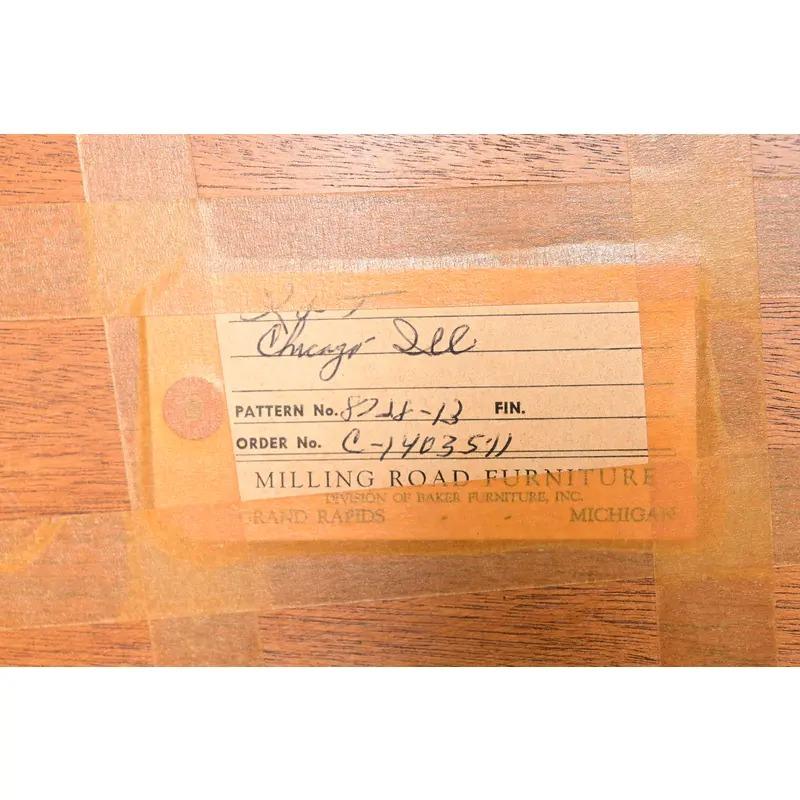 Chicago Ill
PATTERN No. 8728-13 FIN.
ORDER No. C-1403511
MILLING ROAD FURNITURE
DIVISION OF BAKER FURNITURE, INC.
GRAND RAPIDS - - MICHIGAN